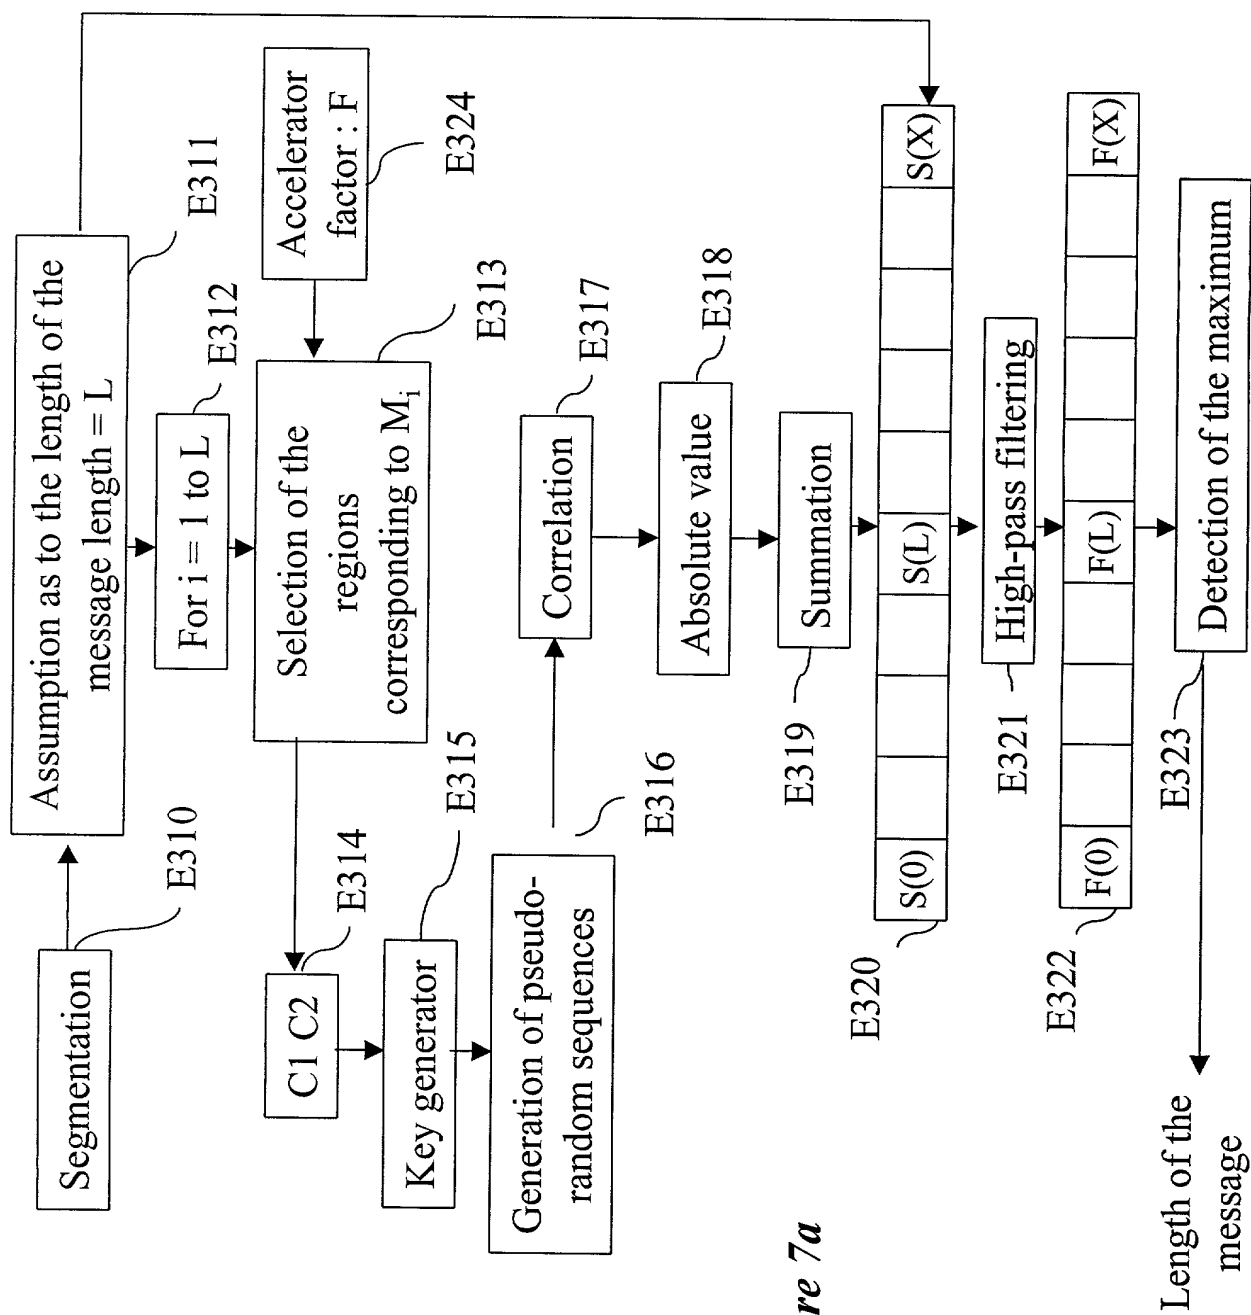 Segmentation
E310
Assumption as to the length of the
message length = L
E311
For i = 1 to L
E312
Accelerator
factor : F
E324
Selection of the
regions
corresponding to Mi
E313
C1 C2
E314
Key generator
E315
Generation of pseudo-
random sequences
E316
Correlation
E317
Absolute value
E318
Summation
E319
S(0)
S(L)
S(X)
E320
High-pass filtering
E321
F(0)
F(L)
F(X)
E322
Detection of the maximum
E323
Length of the
message
re 7a